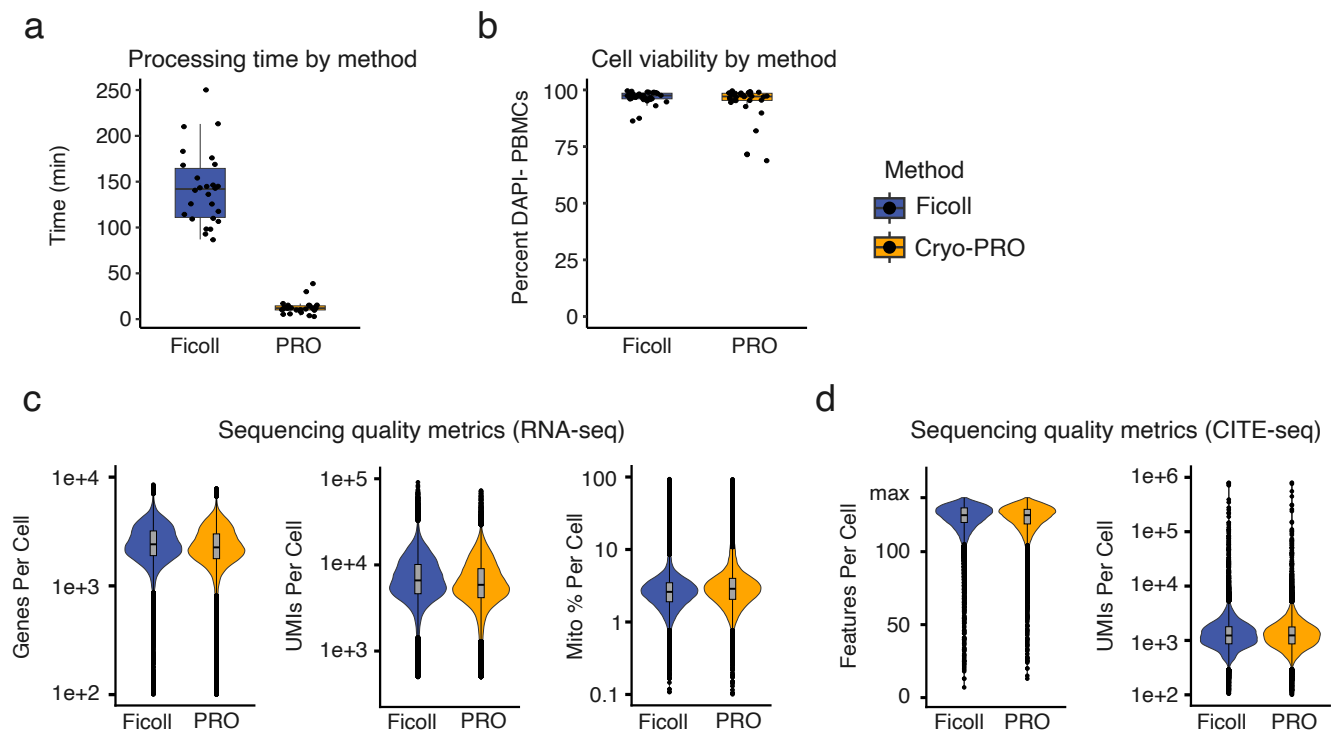 a
Processing time by method
Time (min)
250
200
150
100
50
0
Ficoll
PRO
b
Cell viability by method
Percent DAPI- PBMCs
100
75
50
25
0
Ficoll
PRO
Method
Ficoll
Cryo-PRO
c
Sequencing quality metrics (RNA-seq)
Genes Per Cell
1e+4
1e+3
1e+2
Ficoll
PRO
UMIs Per Cell
1e+5
1e+4
1e+3
Ficoll
PRO
Mito % Per Cell
100
10
1
0.1
Ficoll
PRO
d
Sequencing quality metrics (CITE-seq)
Features Per Cell
max
100
50
0
Ficoll
PRO
UMIs Per Cell
1e+6
1e+5
1e+4
1e+3
1e+2
Ficoll
PRO